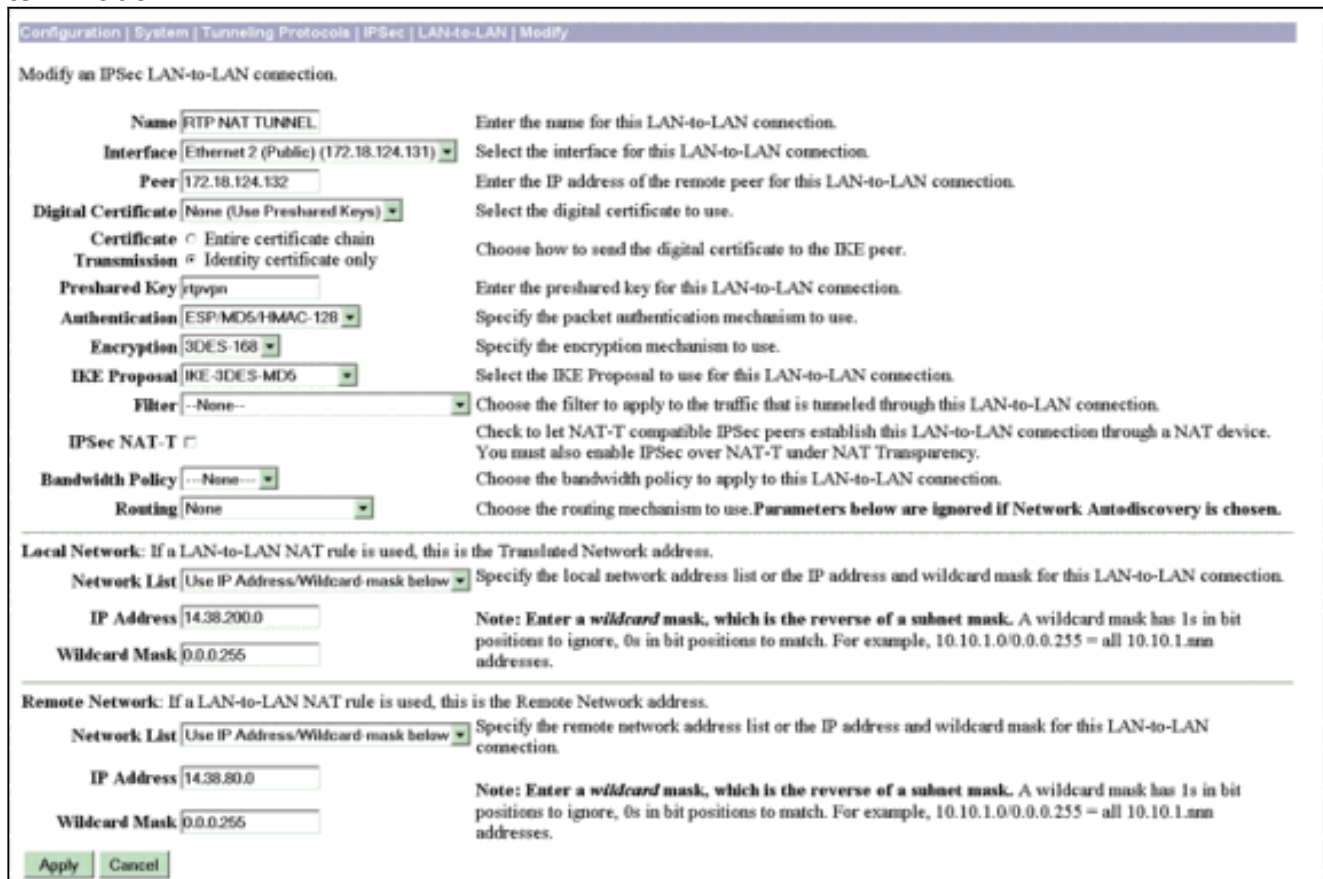 Configuration | System | Tunneling Protocols | IPSec | LAN-to-LAN | Modify
Modify an IPSec LAN-to-LAN connection.
Name RTP NAT TUNNEL Enter the name for this LAN-to-LAN connection.
Interface Ethernet 2 (Public) (172.18.124.131) Select the interface for this LAN-to-LAN connection.
Peer 172.18.124.132 Enter the IP address of the remote peer for this LAN-to-LAN connection.
Digital Certificate None (Use Preshared Keys) Select the digital certificate to use.
Certificate Transmission Entire certificate chain
Identity certificate only
Choose how to send the digital certificate to the IKE peer.
Preshared Key rtpvpn Enter the preshared key for this LAN-to-LAN connection.
Authentication ESP/MD5/HMAC-128 Specify the packet authentication mechanism to use.
Encryption 3DES-168 Specify the encryption mechanism to use.
IKE Proposal IKE-3DES-MD5 Select the IKE Proposal to use for this LAN-to-LAN connection.
Filter --None-- Choose the filter to apply to the traffic that is tunneled through this LAN-to-LAN connection.
IPSec NAT-T Check to let NAT-T compatible IPSec peers establish this LAN-to-LAN connection through a NAT device.
You must also enable IPSec over NAT-T under NAT Transparency.
Bandwidth Policy ---None--- Choose the bandwidth policy to apply to this LAN-to-LAN connection.
Routing None Choose the routing mechanism to use.Parameters below are ignored if Network Autodiscovery is chosen.
Local Network: If a LAN-to-LAN NAT rule is used, this is the Translated Network address.
Network List Use IP Address/Wildcard-mask below Specify the local network address list or the IP address and wildcard mask for this LAN-to-LAN connection.
IP Address 14.38.200.0
Wildcard Mask 0.0.0.255
Note: Enter a wildcard mask, which is the reverse of a subnet mask. A wildcard mask has 1s in bit
positions to ignore, 0s in bit positions to match. For example, 10.10.1.0/0.0.0.255 = all 10.10.1.nnn
addresses.
Remote Network: If a LAN-to-LAN NAT rule is used, this is the Remote Network address.
Network List Use IP Address/Wildcard-mask below Specify the remote network address list or the IP address and wildcard mask for this LAN-to-LAN
connection.
IP Address 14.38.80.0
Wildcard Mask 0.0.0.255
Note: Enter a wildcard mask, which is the reverse of a subnet mask. A wildcard mask has 1s in bit
positions to ignore, 0s in bit positions to match. For example, 10.10.1.0/0.0.0.255 = all 10.10.1.nnn
addresses.
Apply Cancel